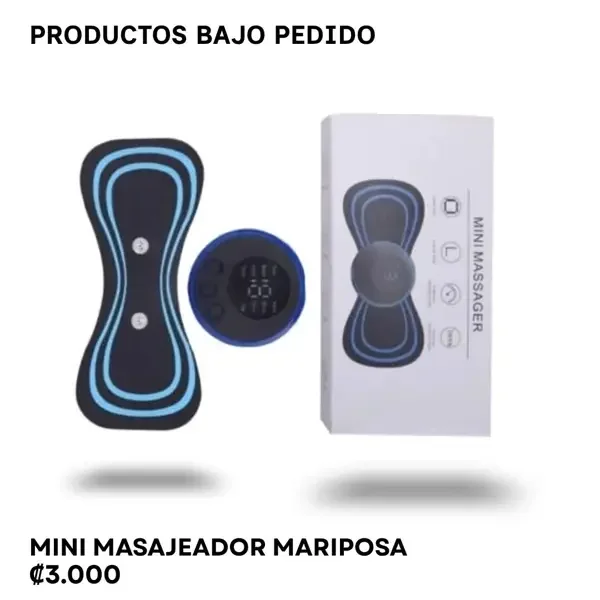 PRODUCTOS BAJO PEDIDO
MINI MASSAGER
MINI MASAJEADOR MARIPOSA
₡3.000